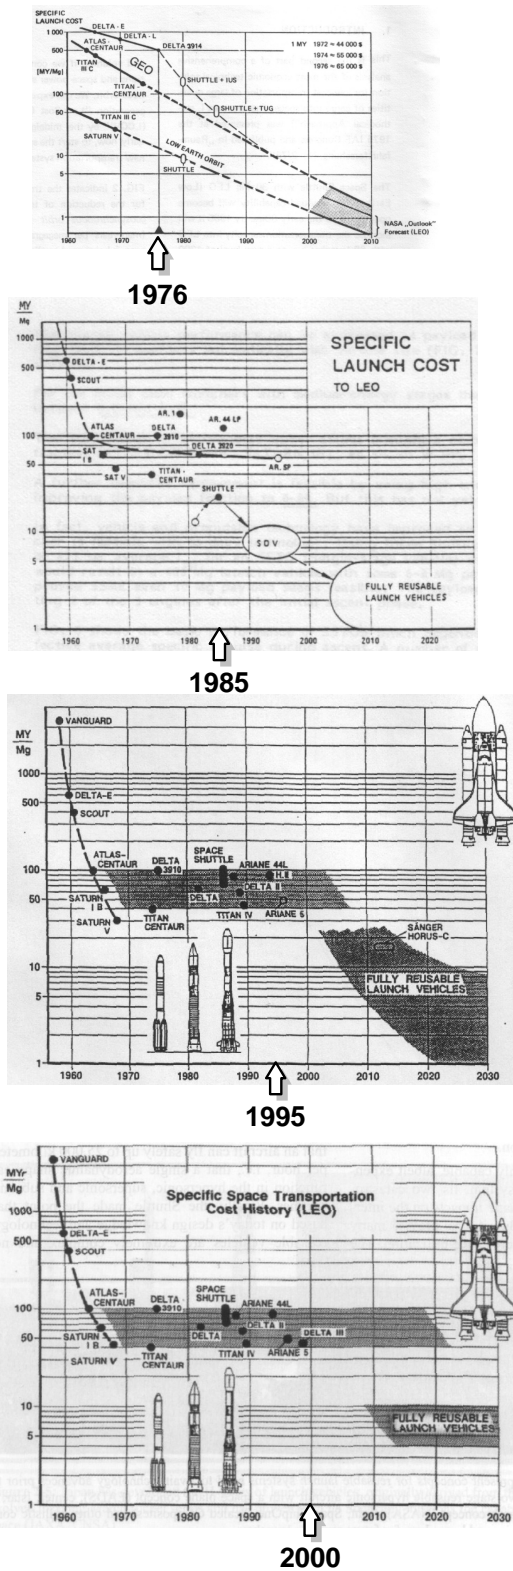 SPECIFIC
LAUNCH COST
DELTA - E
DELTA - L
1 MY 1972 = 44 000 $
1974 = 55 000 $
1976 = 65 000 $
1 000
500
[MY/Mg]
100
50
10
5
1
ATLAS -
CENTAUR
TITAN
III C
GEO
DELTA 3914
SHUTTLE + IUS
TITAN -
CENTAUR
SHUTTLE + TUG
TITAN III C
SATURN V
LOW EARTH ORBIT
SHUTTLE
NASA „Outlook"
Forecast (LEO)
1960
1970
1980
1990
2000
2010
1976
MY
Mg
1000
500
100
50
10
5
1
SPECIFIC
LAUNCH COST
TO LEO
DELTA - E
SCOUT
AR. 1
AR. 44 LP
ATLAS
CENTAUR
DELTA
3910
SAT
I B
DELTA 3920
SAT V
TITAN -
CENTAUR
AR. 5P
SHUTTLE
SDV
FULLY REUSABLE
LAUNCH VEHICLES
1960
1970
1980
1990
2000
2010
2020
1985
MY
Mg
1000
500
100
50
10
5
1
VANGUARD
DELTA-E
SCOUT
ATLAS-
CENTAUR
DELTA
3910
SPACE
SHUTTLE
ARIANE 44L
H.II
SATURN
I B
DELTA
DELTA II
SATURN
V
TITAN
CENTAUR
TITAN IV
ARIANE 5
SÄNGER
HORUS-C
FULLY REUSABLE
LAUNCH VEHICLES
1960
1970
1980
1990
2000
2010
2020
2030
1995
MYr
Mg
1000
500
100
50
10
5
1
VANGUARD
Specific Space Transportation
Cost History (LEO)
DELTA-E
SCOUT
ATLAS-
CENTAUR
DELTA
3910
SPACE
SHUTTLE
ARIANE 44L
SATURN
I B
DELTA
DELTA II
DELTA III
SATURN V
TITAN
CENTAUR
TITAN IV
ARIANE 5
FULLY REUSABLE
LAUNCH VEHICLES
1960
1970
1980
1990
2000
2010
2020
2030
2000